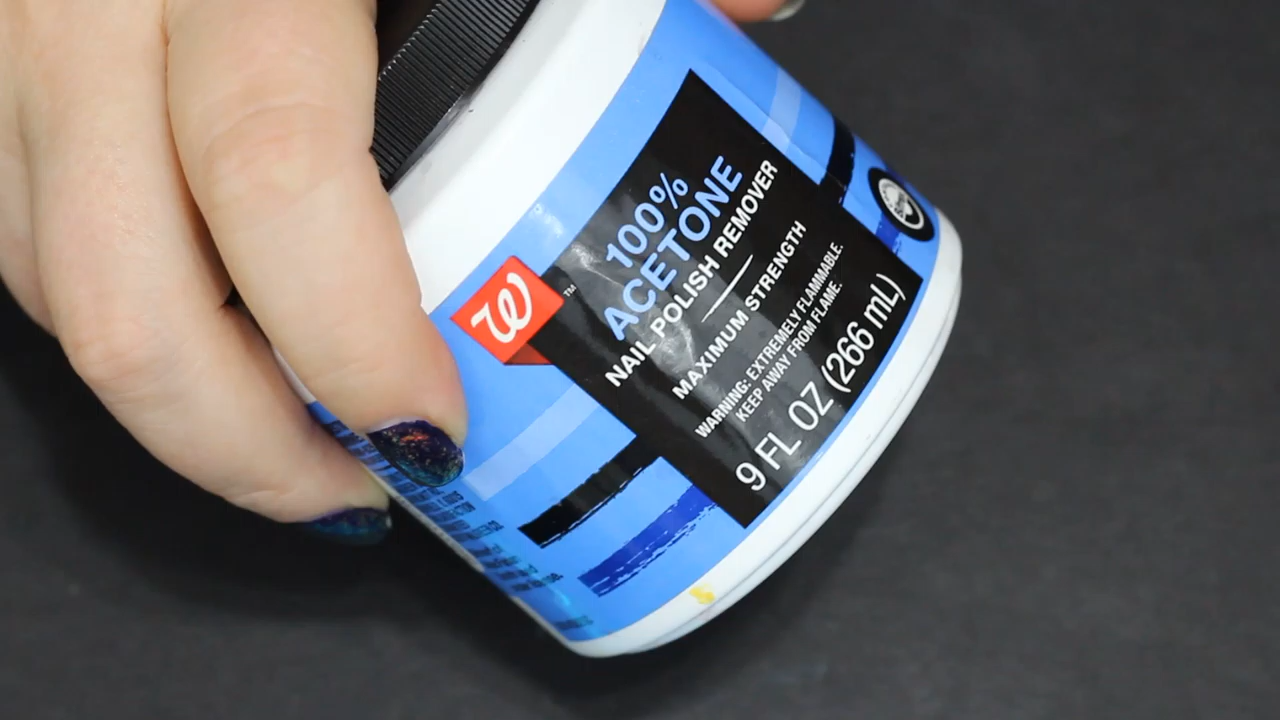 W
™
100%
ACETONE
NAIL POLISH REMOVER
MAXIMUM STRENGTH
WARNING: EXTREMELY FLAMMABLE.
KEEP AWAY FROM FLAME.
9 FL OZ (266 mL)